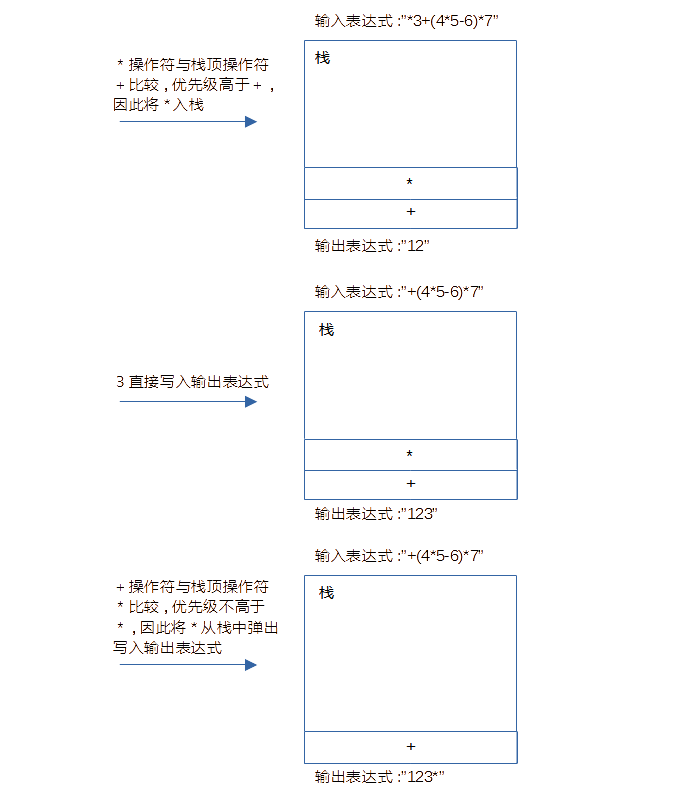 输入表达式 :”*3+(4*5-6)*7”
栈
* 操作符与栈顶操作符
+ 比较 , 优先级高于 + ,
因此将 * 入栈
*
+
输出表达式 :”12”
输入表达式 :”+(4*5-6)*7”
栈
3 直接写入输出表达式
*
+
输出表达式 :”123”
输入表达式 :”+(4*5-6)*7”
栈
+ 操作符与栈顶操作符
* 比较 , 优先级不高于
* , 因此将 * 从栈中弹出
写入输出表达式
+
输出表达式 :”123*”